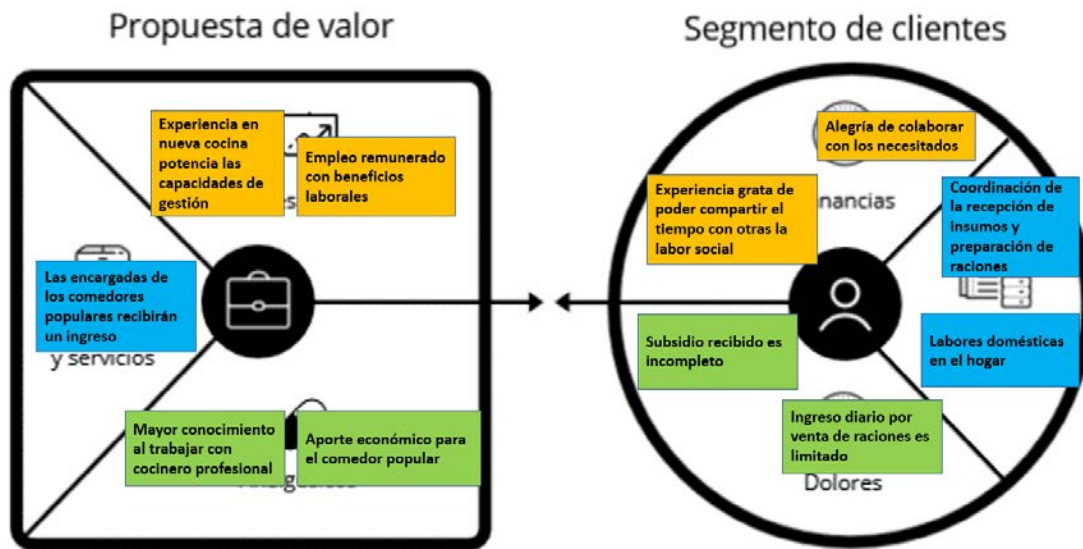 Propuesta de valor
Experiencia en
nueva cocina
potencia las
capacidades de
gestión
Empleo remunerado
con beneficios
laborales
Las encargadas de
los comedores
populares recibirán
un ingreso
y servicios
Mayor conocimiento
al trabajar con
cocinero profesional
Aporte económico para
el comedor popular
Segmento de clientes
Alegría de colaborar
con los necesitados
Experiencia grata de
poder compartir el
tiempo con otras la
labor social
nancias
Coordinación de
la recepción de
insumos y
preparación de
raciones
Labores domésticas
en el hogar
Subsidio recibido es
incompleto
Ingreso diario por
venta de raciones es
limitado
Dolores